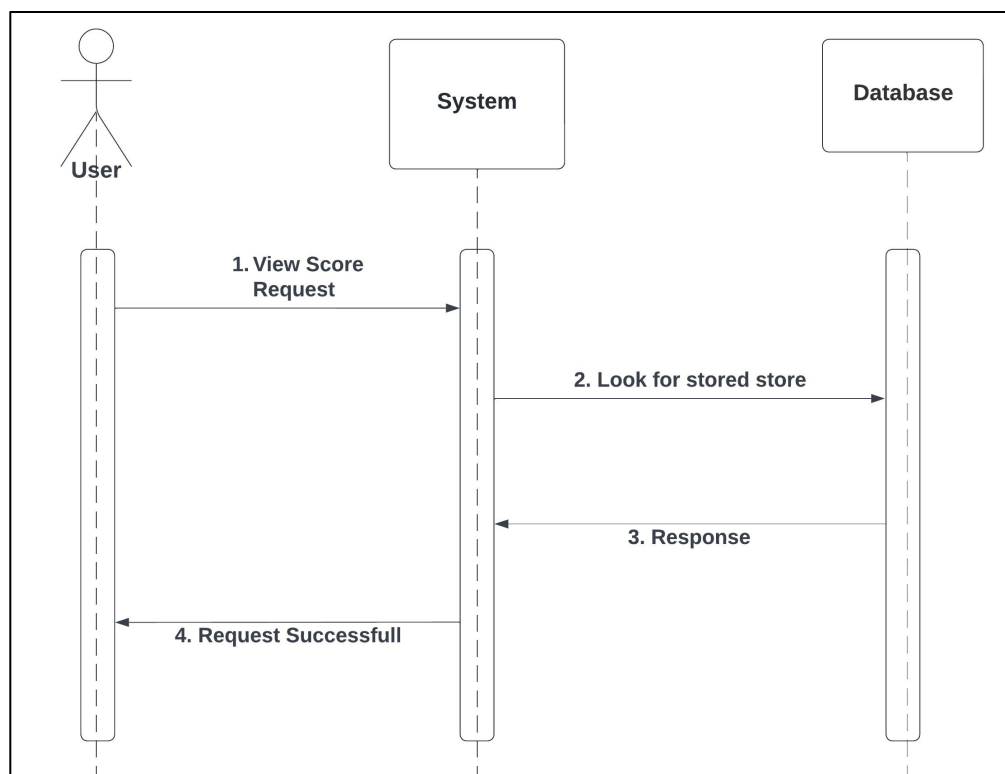 System
Database
User
1. View Score
Request
2. Look for stored store
3. Response
4. Request Successfull